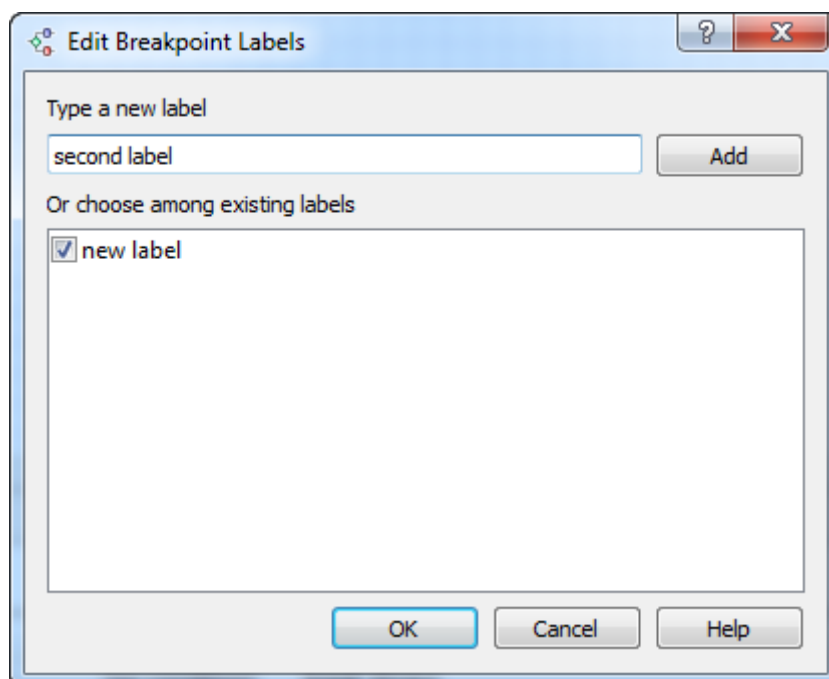 Edit Breakpoint Labels
Type a new label
second label
Add
Or choose among existing labels
new label
OK Cancel Help